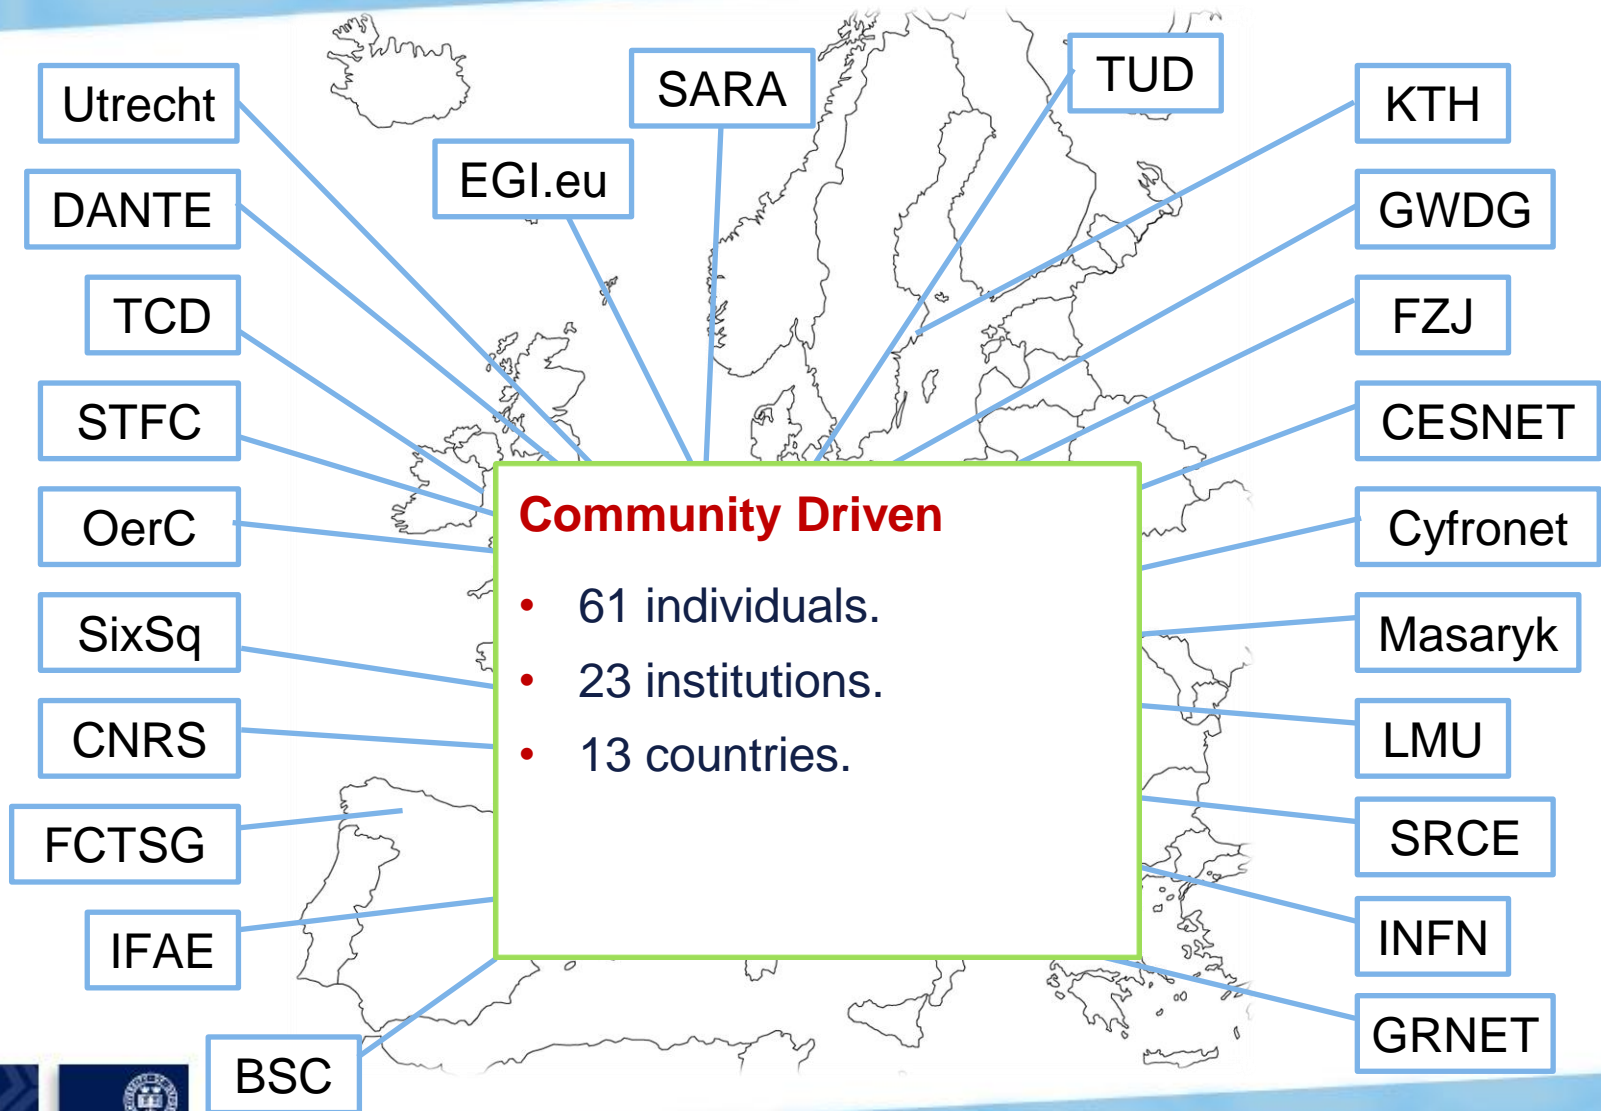 SARA
TUD
Utrecht
KTH
EGI.eu
DANTE
GWDG
TCD
FZJ
STFC
CESNET
OerC
Cyfronet
Community Driven
• 61 individuals.
• 23 institutions.
• 13 countries.
SixSq
Masaryk
CNRS
LMU
FCTSG
SRCE
IFAE
INFN
GRNET
BSC